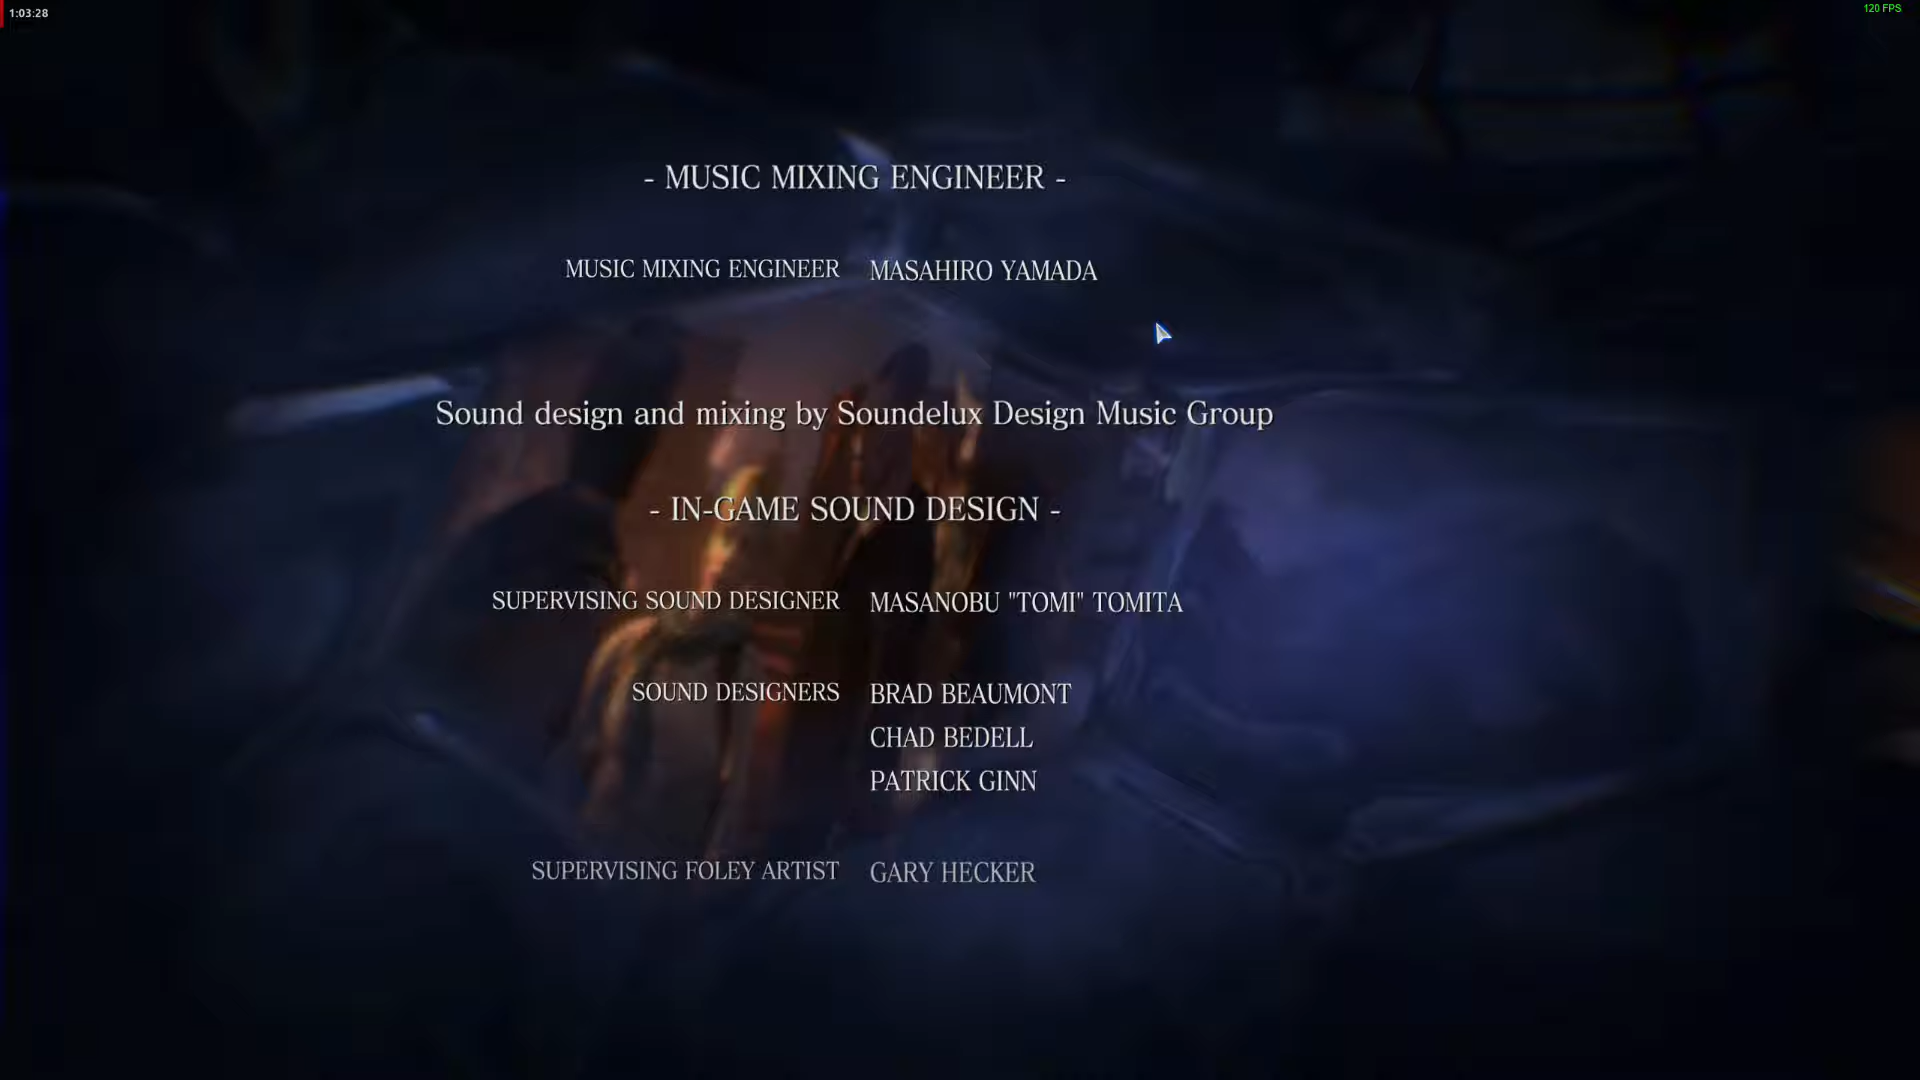 1:03:28
120 FPS
- MUSIC MIXING ENGINEER -
MUSIC MIXING ENGINEER MASAHIRO YAMADA
Sound design and mixing by Soundelux Design Music Group
- IN-GAME SOUND DESIGN -
SUPERVISING SOUND DESIGNER MASANOBU "TOMI" TOMITA
SOUND DESIGNERS BRAD BEAUMONT
CHAD BEDELL
PATRICK GINN
SUPERVISING FOLEY ARTIST GARY HECKER